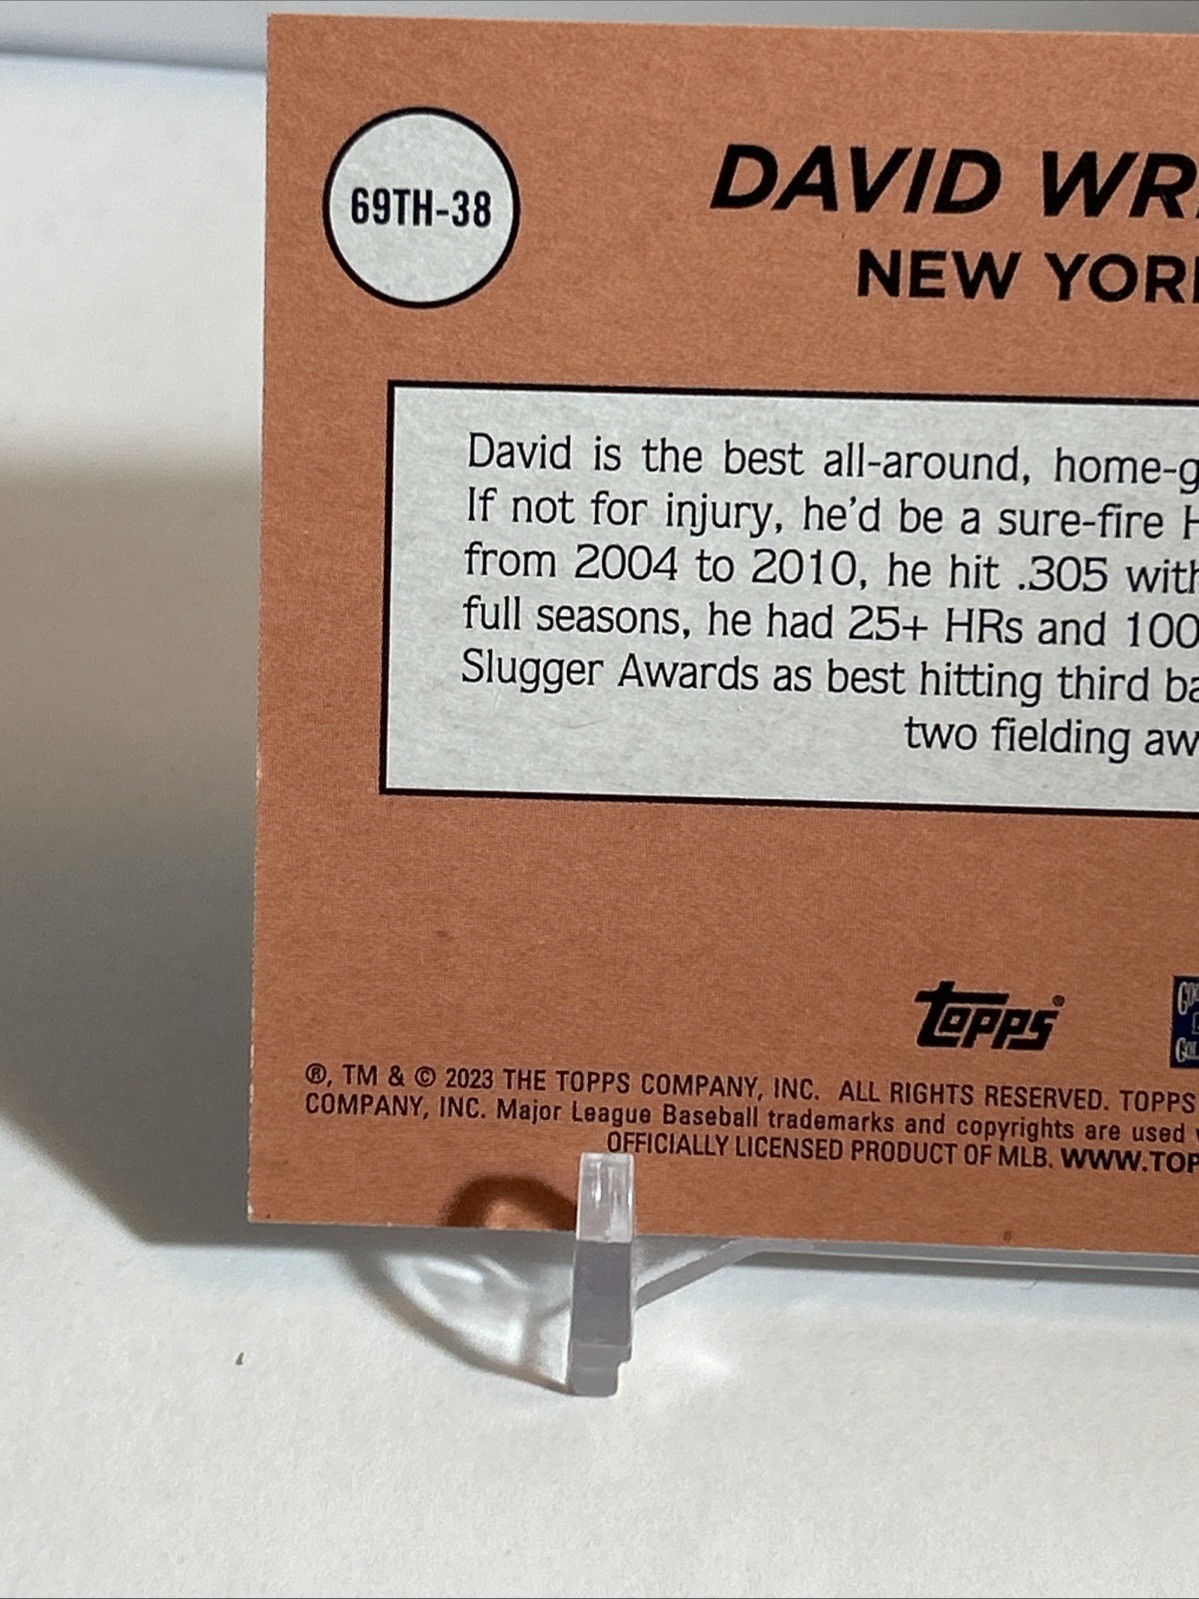 69TH-38
DAVID WR
NEW YOR
David is the best all-around, home-g
If not for injury, he'd be a sure-fire H
from 2004 to 2010, he hit .305 with
full seasons, he had 25+ HRs and 100
Slugger Awards as best hitting third ba
two fielding aw
topps®
®, TM & © 2023 THE TOPPS COMPANY, INC. ALL RIGHTS RESERVED. TOPPS
COMPANY, INC. Major League Baseball trademarks and copyrights are used
OFFICIALLY LICENSED PRODUCT OF MLB. WWW.TOP